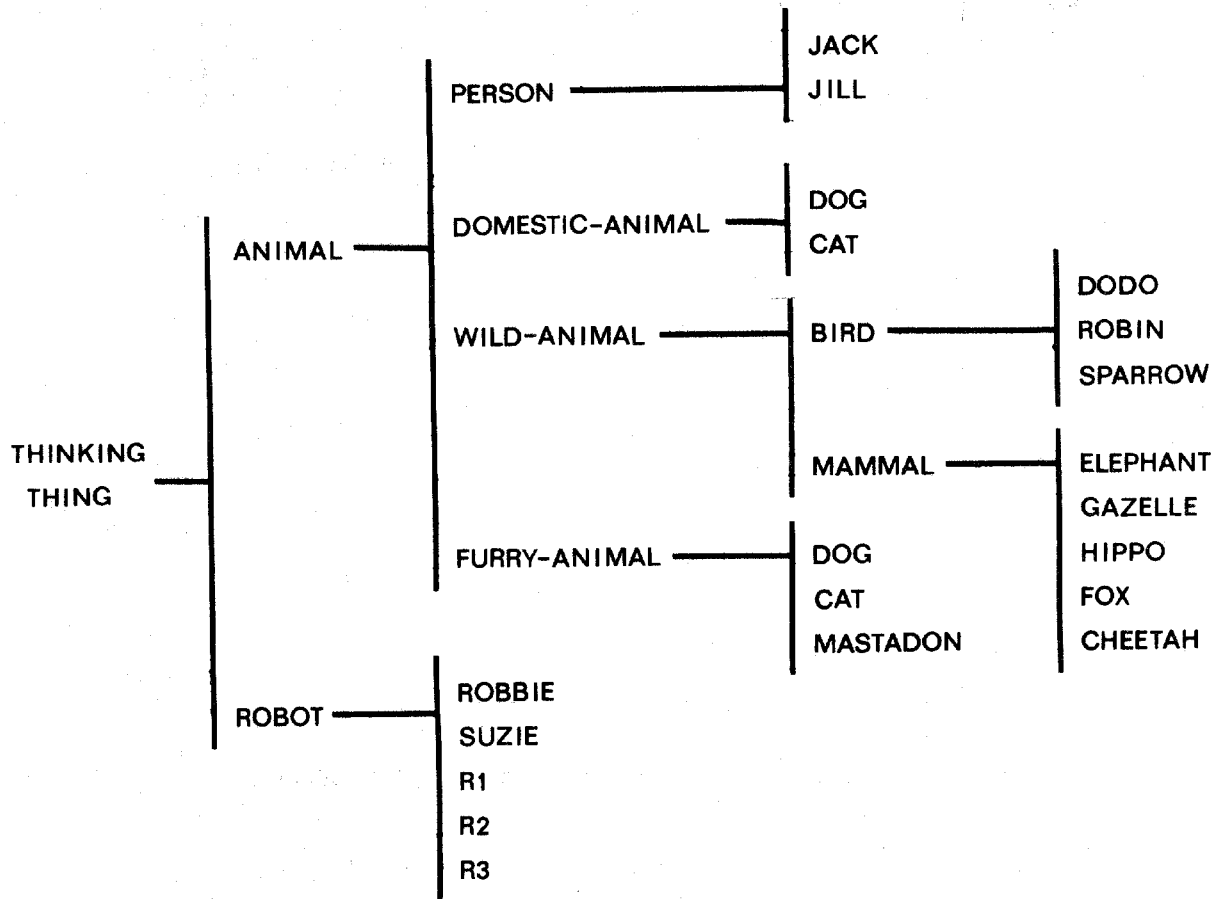 JACK
PERSON
JILL
DOG
DOMESTIC-ANIMAL
CAT
ANIMAL
DODO
WILD-ANIMAL
BIRD
ROBIN
SPARROW
THINKING
THING
MAMMAL
ELEPHANT
GAZELLE
FURRY-ANIMAL
DOG
HIPPO
CAT
FOX
MASTADON
CHEETAH
ROBBIE
ROBOT
SUZIE
R1
R2
R3